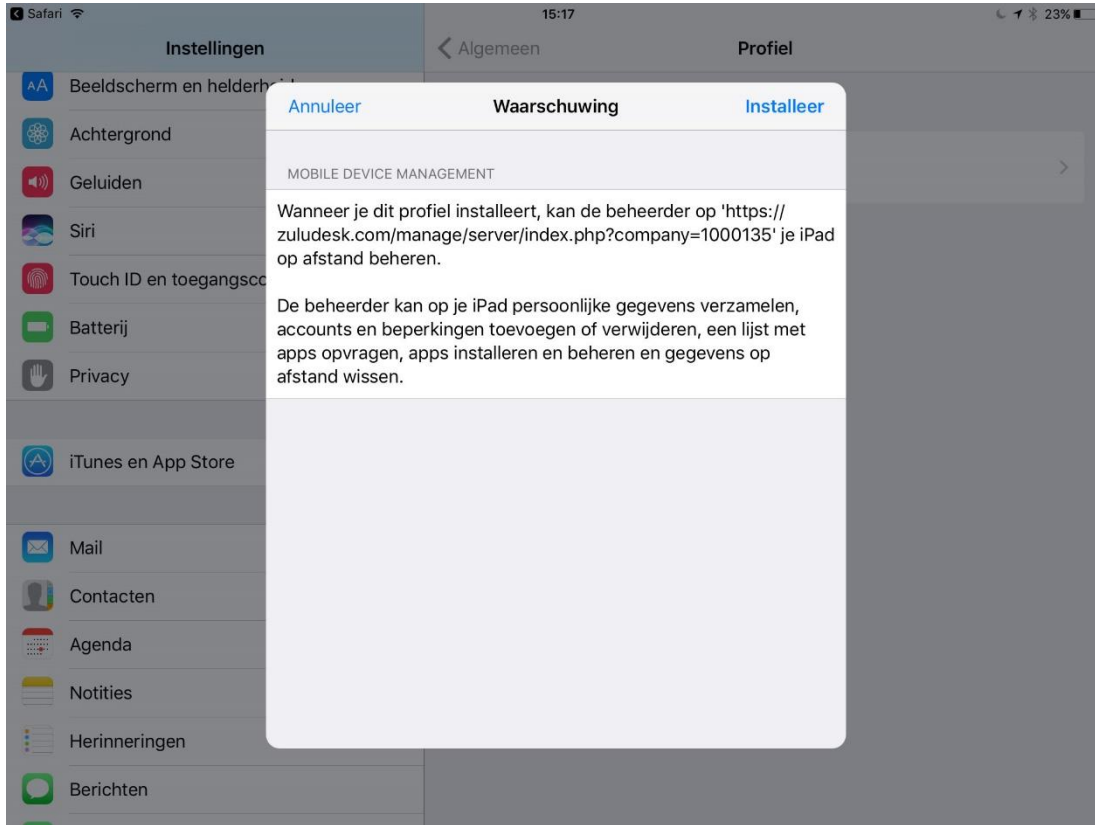 Safari
15:17
23%
Instellingen
Algemeen
Profiel
Beeldscherm en
Achtergrond
Geluiden
Siri
Touch ID en
Batterij
Privacy
iTunes en App Store
Mail
Contacten
Agenda
Notities
Herinneringen
Berichten
Annuleer
Waarschuwing
Installeer
MOBILE DEVICE MANAGEMENT
Wanneer je dit profiel installeert, kan de beheerder op 'https://
zuludesk.com/manage/server/index.php?company=1000135' je iPad
op afstand beheren.
De beheerder kan op je iPad persoonlijke gegevens verzamelen,
accounts en beperkingen toevoegen of verwijderen, een lijst met
apps opvragen, apps installeren en beheren en gegevens op
afstand wissen.